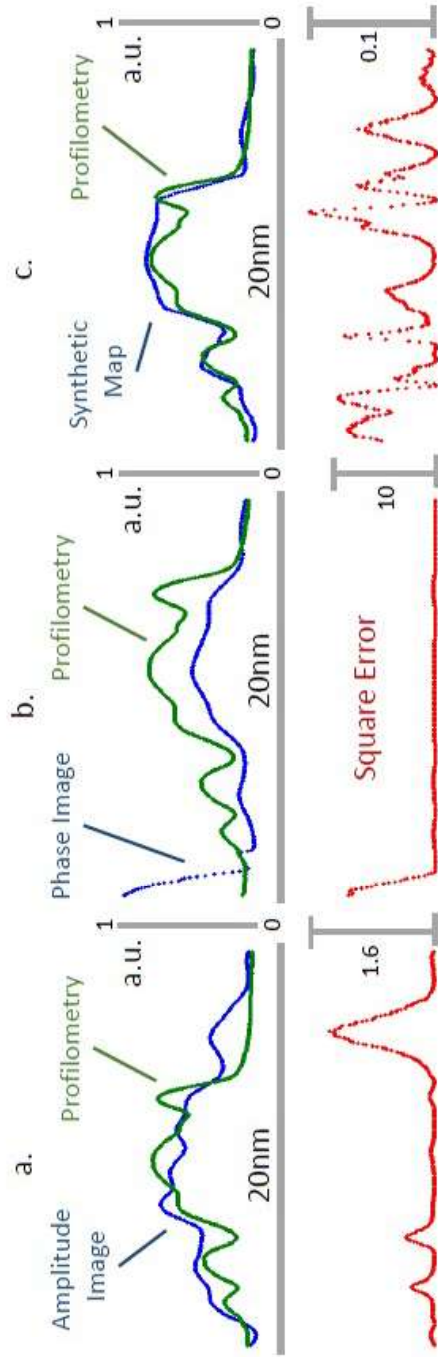 a.
Amplitude
Image
Profilometry
1
a.u.
0
20nm
1.6
b.
Phase Image
Profilometry
1
a.u.
0
20nm
Square Error
10
c.
Synthetic
Map
Profilometry
1
a.u.
0
20nm
0.1